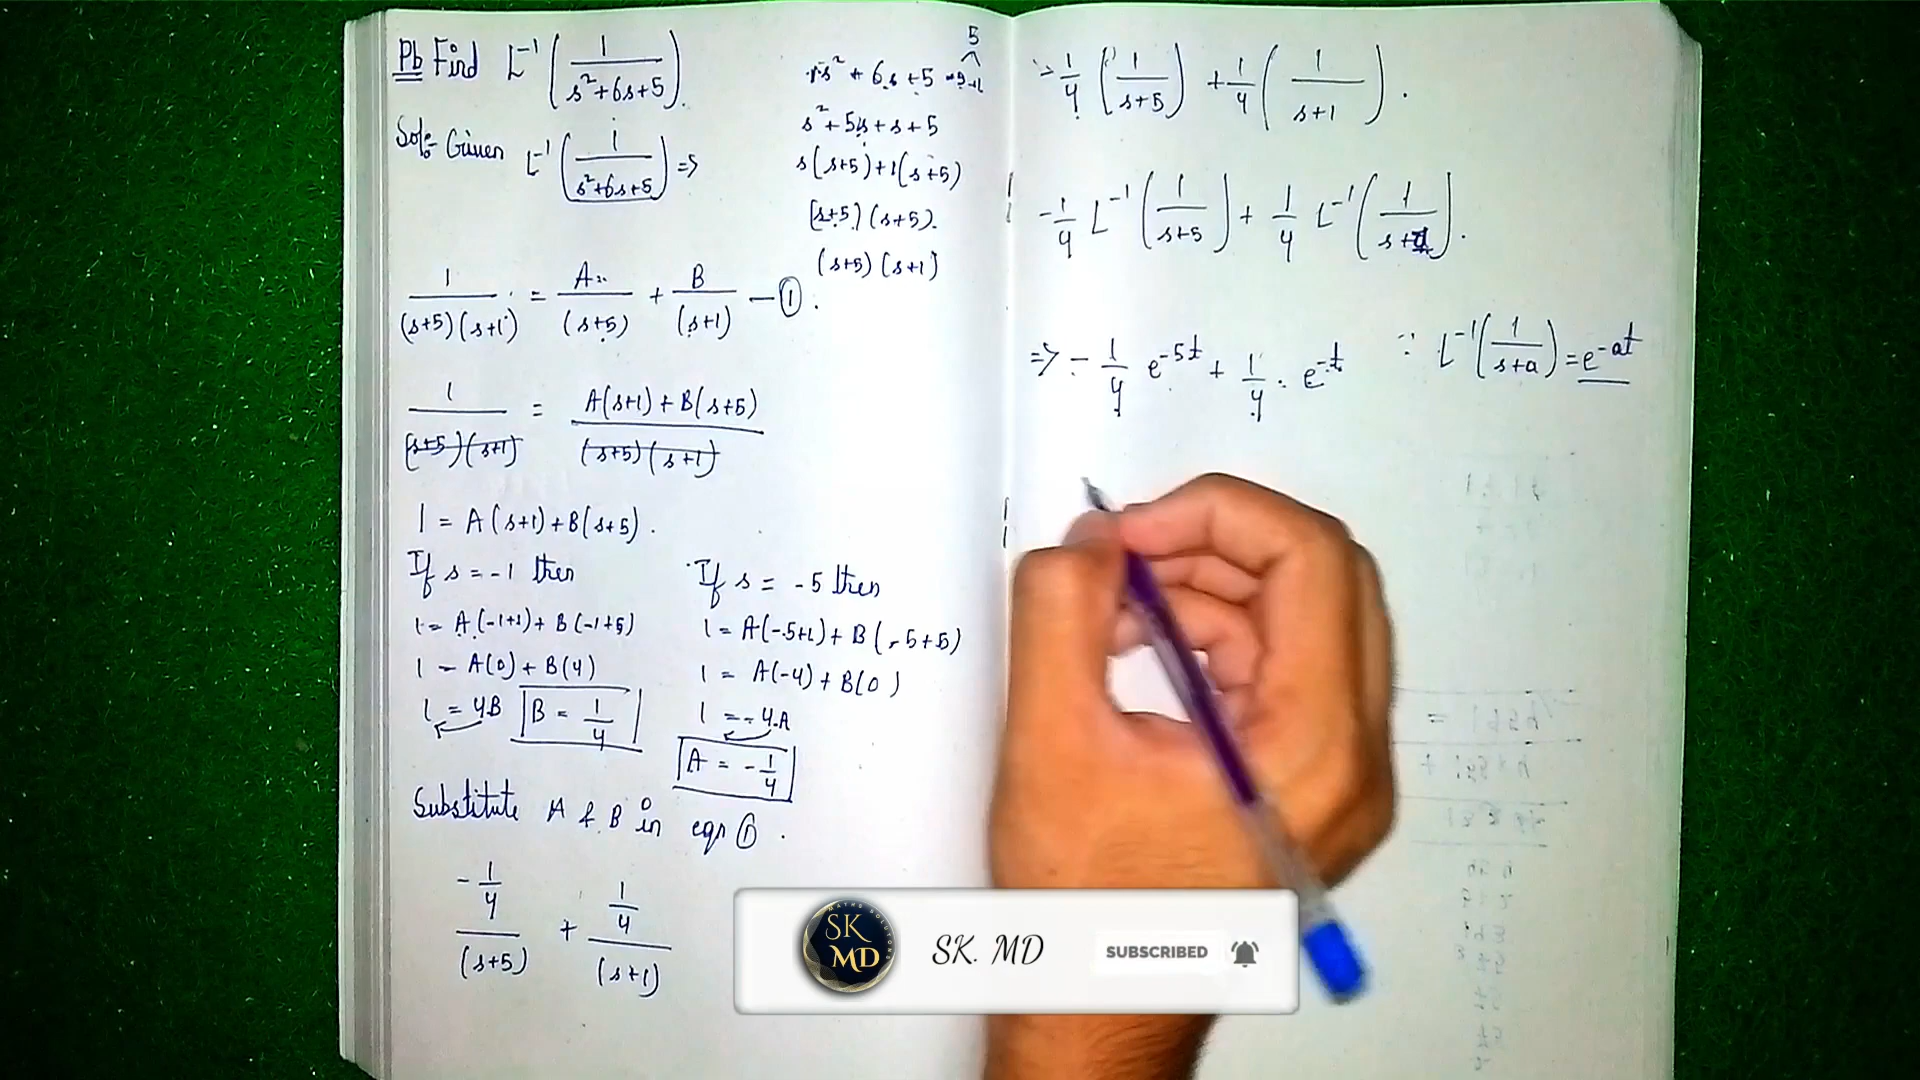 Pb Find L⁻¹ (1/(s²+6s+5)).
Sol:- Given L⁻¹ (1/(s²+6s+5)) =>
5
s² + 6s + 5
s² + 5s + s + 5
s(s+5)+1(s+5)
(s+5) (s+5).
(s+5) (s+1)
1/((s+5)(s+1)) = A/(s+5) + B/(s+1) — ①.
1/((s+5)(s+1)) = (A(s+1) + B(s+5))/((s+5)(s+1))
1 = A(s+1)+B(s+5).
If s = -1 then
1 = A(-1+1)+ B(-1+5)
1 = A(0) + B(4)
1 = 4B B = 1/4
If s = -5 then
1 = A(-5+1) + B(-5+5)
1 = A(-4) + B(0)
1 = -4A
A = -1/4
Substitute A & B in eqn ①.
(-1/4)/(s+5) + (1/4)/(s+1)
-1/4 (1/(s+5)) + 1/4 (1/(s+1)).
-1/4 L⁻¹ (1/(s+5)) + 1/4 L⁻¹ (1/(s+1)).
=> - 1/4 e^-5t + 1/4 . e^-t ∵ L⁻¹(1/(s+a)) = e^-at
SK
MD
SK. MD
SUBSCRIBED